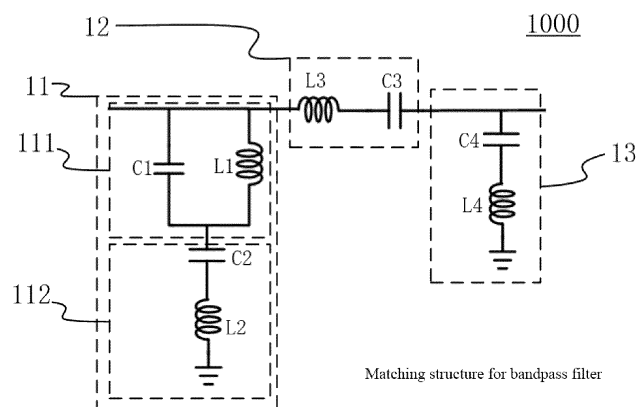 12
1000
L3
C3
11
111
C1
L1
C4
13
L4
C2
112
L2
Matching structure for bandpass filter